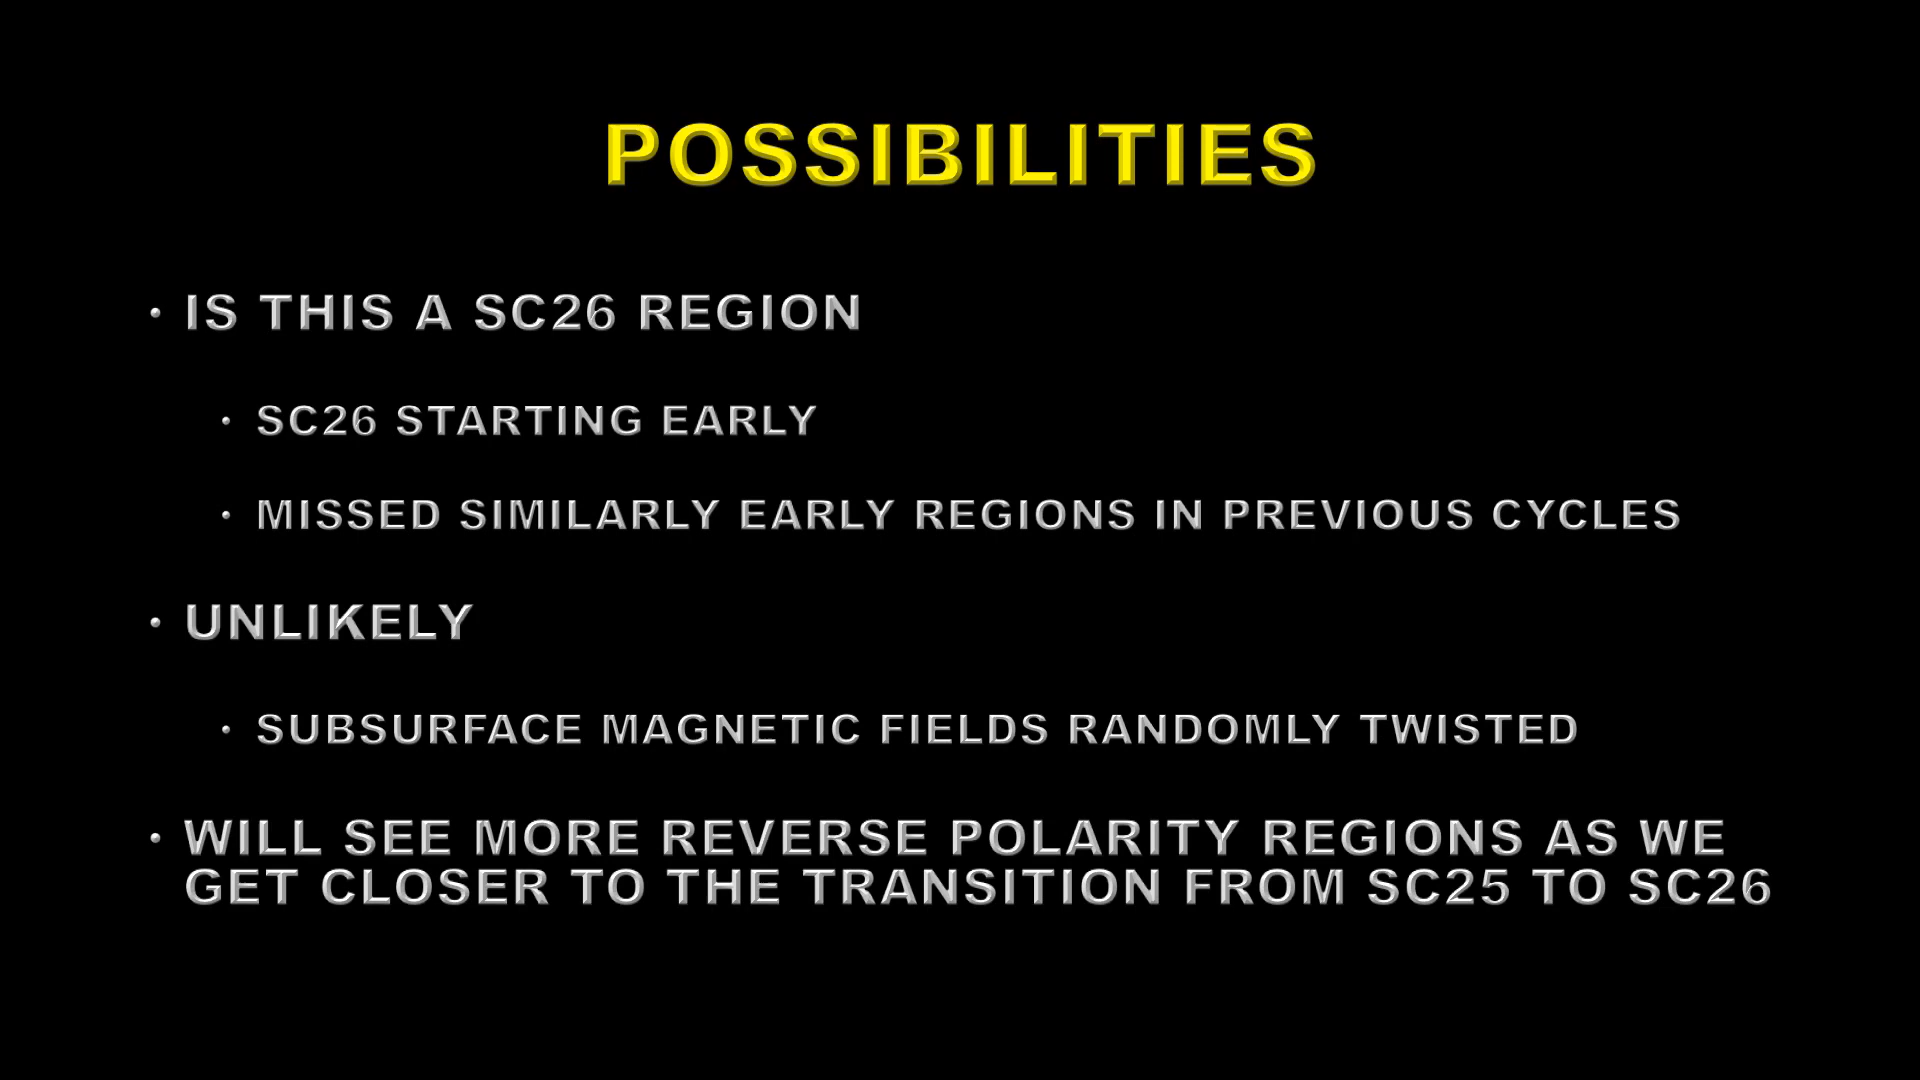 POSSIBILITIES
• IS THIS A SC26 REGION
• SC26 STARTING EARLY
• MISSED SIMILARLY EARLY REGIONS IN PREVIOUS CYCLES
• UNLIKELY
• SUBSURFACE MAGNETIC FIELDS RANDOMLY TWISTED
• WILL SEE MORE REVERSE POLARITY REGIONS AS WE
GET CLOSER TO THE TRANSITION FROM SC25 TO SC26